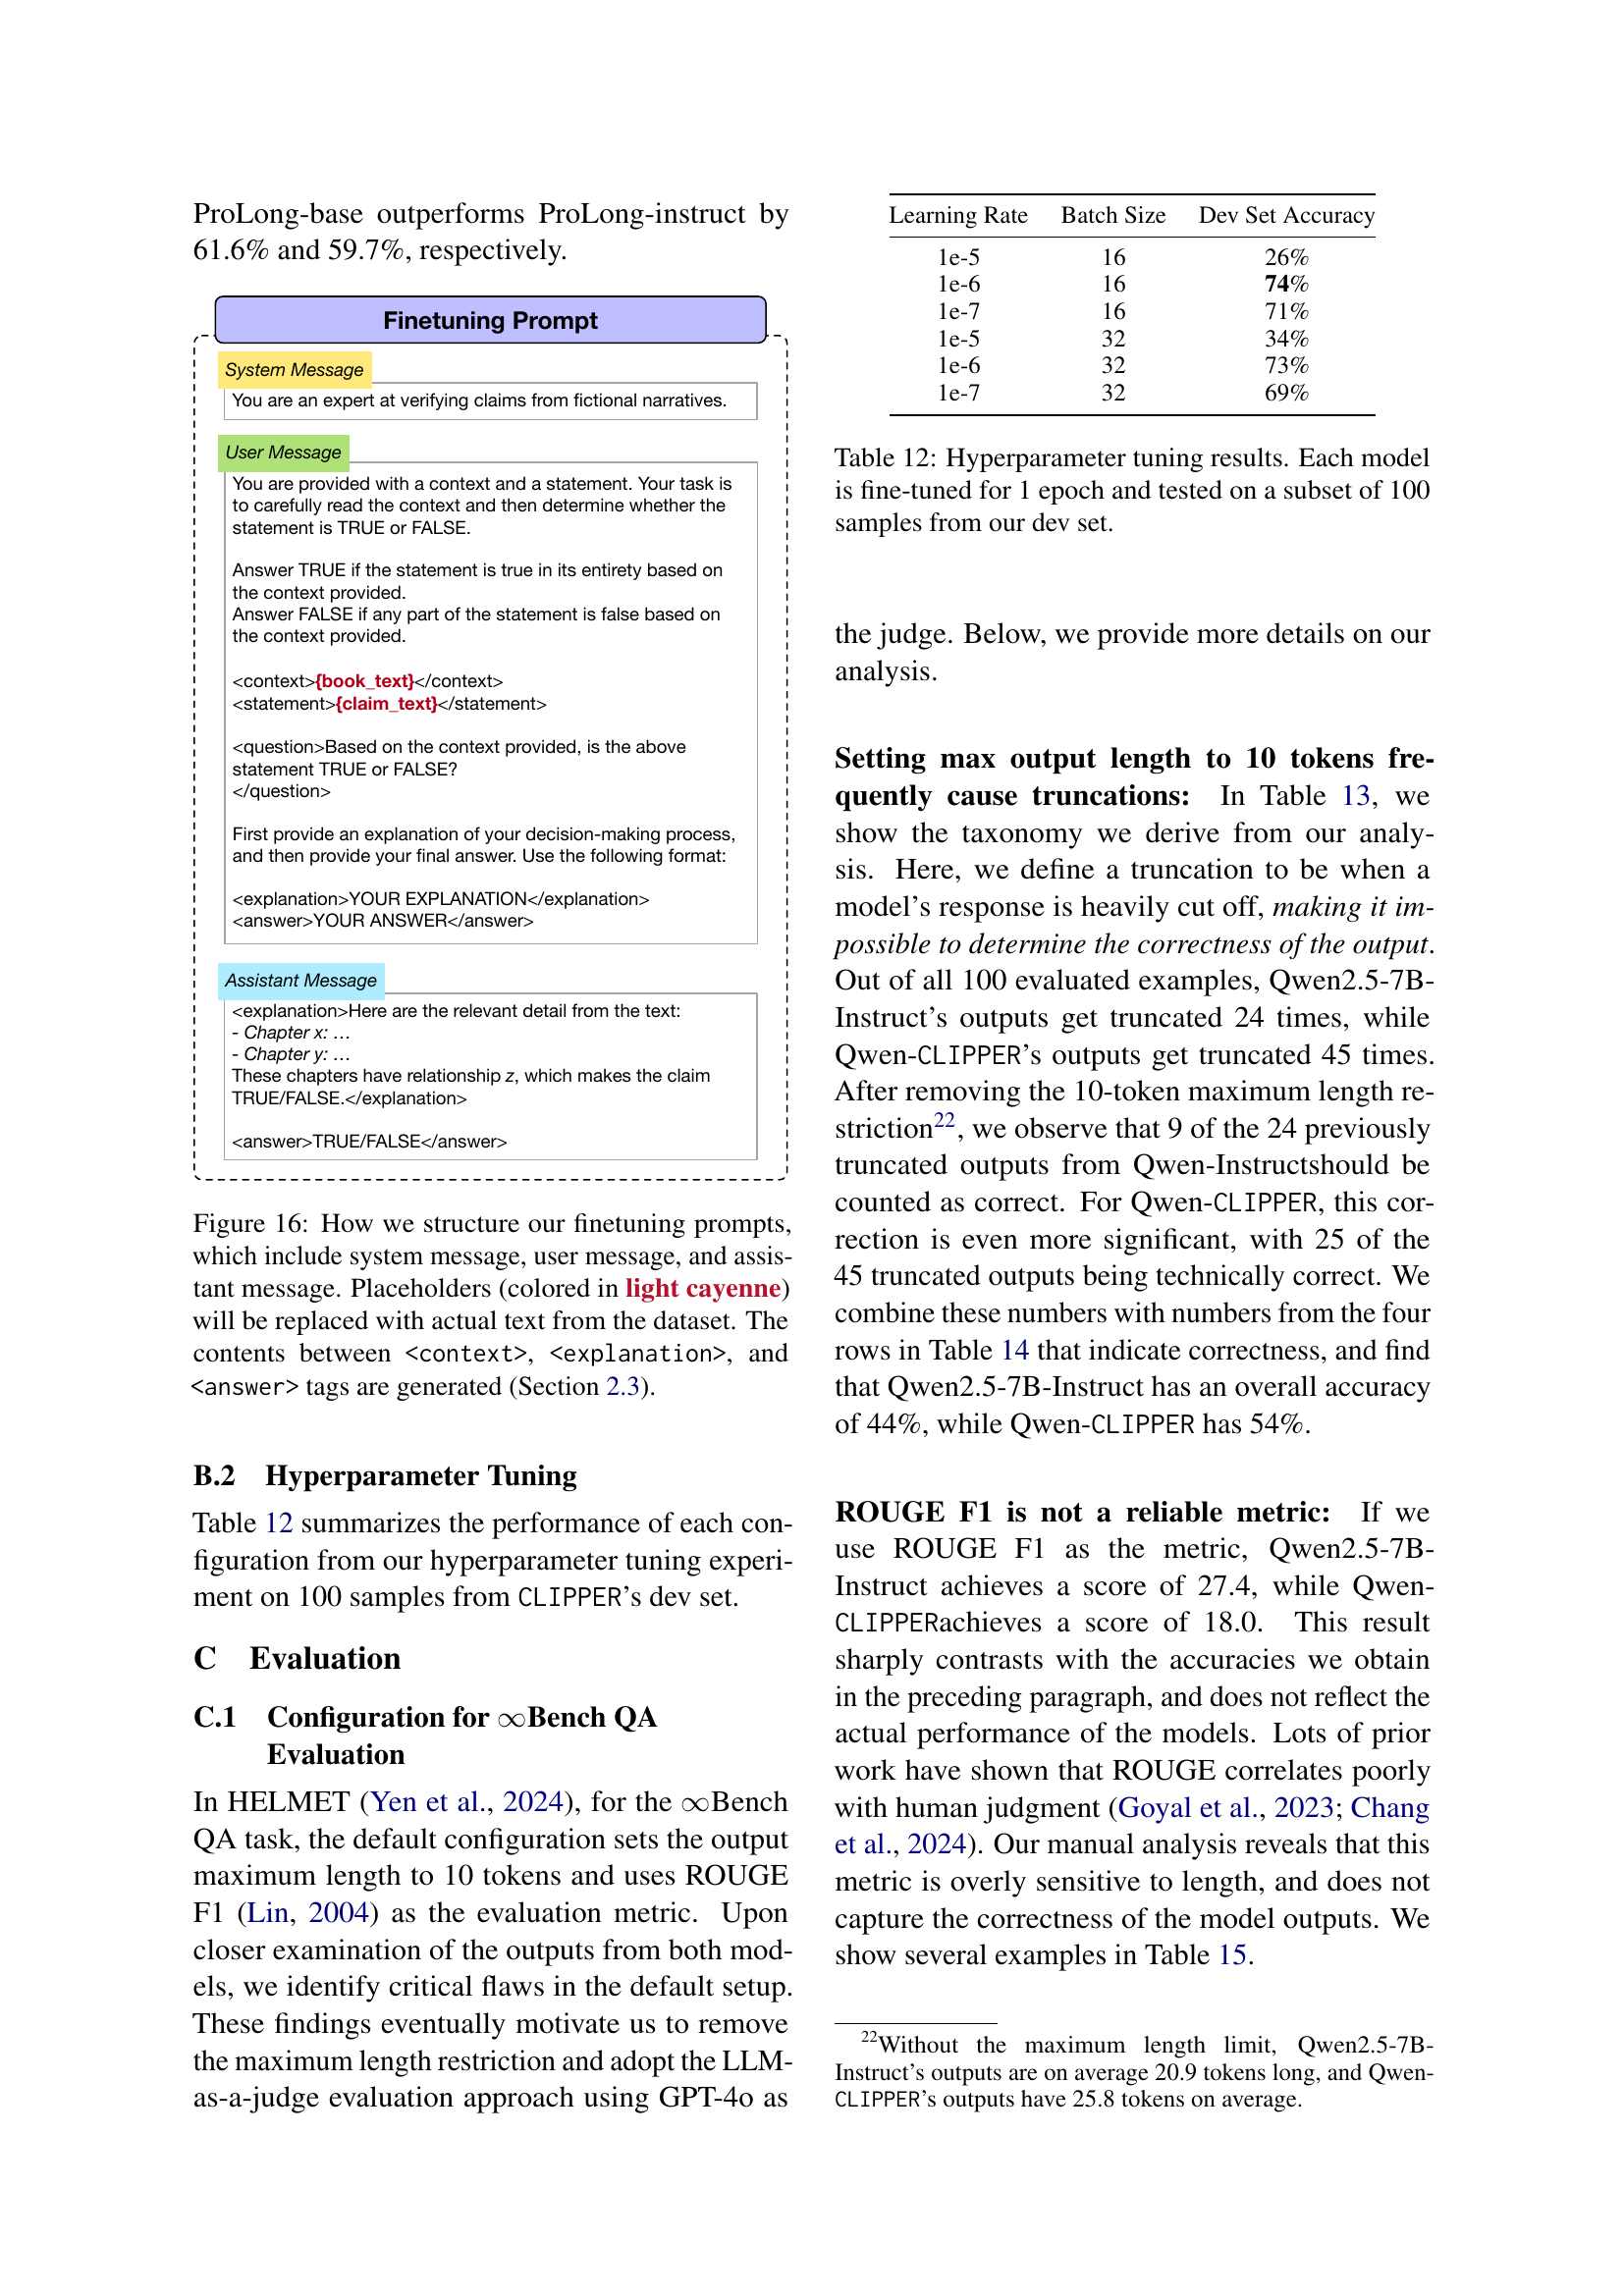 ProLong-base outperforms ProLong-instruct by
61.6% and 59.7%, respectively.
Finetuning Prompt
System Message
You are an expert at verifying claims from fictional narratives.
User Message
You are provided with a context and a statement. Your task is
to carefully read the context and then determine whether the
statement is TRUE or FALSE.
Answer TRUE if the statement is true in its entirety based on
the context provided.
Answer FALSE if any part of the statement is false based on
the context provided.
<context>{book_text}</context>
<statement>{claim_text}</statement>
<question>Based on the context provided, is the above
statement TRUE or FALSE?
</question>
First provide an explanation of your decision-making process,
and then provide your final answer. Use the following format:
<explanation>YOUR EXPLANATION</explanation>
<answer>YOUR ANSWER</answer>
Assistant Message
<explanation>Here are the relevant detail from the text:
- Chapter x: …
- Chapter y: …
These chapters have relationship z, which makes the claim
TRUE/FALSE.</explanation>
<answer>TRUE/FALSE</answer>
Figure 16: How we structure our finetuning prompts,
which include system message, user message, and assis-
tant message. Placeholders (colored in light cayenne)
will be replaced with actual text from the dataset. The
contents between <context>, <explanation>, and
<answer> tags are generated (Section 2.3).
B.2 Hyperparameter Tuning
Table 12 summarizes the performance of each con-
figuration from our hyperparameter tuning experi-
ment on 100 samples from CLIPPER's dev set.
C Evaluation
C.1 Configuration for ∞Bench QA
Evaluation
In HELMET (Yen et al., 2024), for the ∞Bench
QA task, the default configuration sets the output
maximum length to 10 tokens and uses ROUGE
F1 (Lin, 2004) as the evaluation metric. Upon
closer examination of the outputs from both mod-
els, we identify critical flaws in the default setup.
These findings eventually motivate us to remove
the maximum length restriction and adopt the LLM-
as-a-judge evaluation approach using GPT-4o as
Learning Rate Batch Size Dev Set Accuracy
1e-5 16 26%
1e-6 16 74%
1e-7 16 71%
1e-5 32 34%
1e-6 32 73%
1e-7 32 69%
Table 12: Hyperparameter tuning results. Each model
is fine-tuned for 1 epoch and tested on a subset of 100
samples from our dev set.
the judge. Below, we provide more details on our
analysis.
Setting max output length to 10 tokens fre-
quently cause truncations: In Table 13, we
show the taxonomy we derive from our analy-
sis. Here, we define a truncation to be when a
model's response is heavily cut off, making it im-
possible to determine the correctness of the output.
Out of all 100 evaluated examples, Qwen2.5-7B-
Instruct's outputs get truncated 24 times, while
Qwen-CLIPPER's outputs get truncated 45 times.
After removing the 10-token maximum length re-
striction22, we observe that 9 of the 24 previously
truncated outputs from Qwen-Instructshould be
counted as correct. For Qwen-CLIPPER, this cor-
rection is even more significant, with 25 of the
45 truncated outputs being technically correct. We
combine these numbers with numbers from the four
rows in Table 14 that indicate correctness, and find
that Qwen2.5-7B-Instruct has an overall accuracy
of 44%, while Qwen-CLIPPER has 54%.
ROUGE F1 is not a reliable metric: If we
use ROUGE F1 as the metric, Qwen2.5-7B-
Instruct achieves a score of 27.4, while Qwen-
CLIPPERachieves a score of 18.0. This result
sharply contrasts with the accuracies we obtain
in the preceding paragraph, and does not reflect the
actual performance of the models. Lots of prior
work have shown that ROUGE correlates poorly
with human judgment (Goyal et al., 2023; Chang
et al., 2024). Our manual analysis reveals that this
metric is overly sensitive to length, and does not
capture the correctness of the model outputs. We
show several examples in Table 15.
22Without the maximum length limit, Qwen2.5-7B-
Instruct's outputs are on average 20.9 tokens long, and Qwen-
CLIPPER's outputs have 25.8 tokens on average.